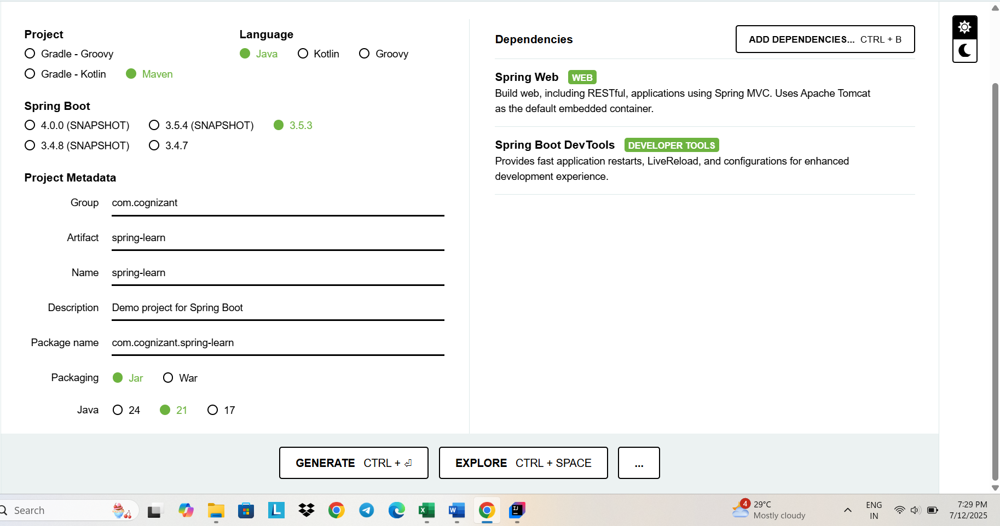 Project
Gradle - Groovy
Gradle - Kotlin Maven
Language
Java Kotlin Groovy
Spring Boot
4.0.0 (SNAPSHOT) 3.5.4 (SNAPSHOT) 3.5.3
3.4.8 (SNAPSHOT) 3.4.7
Project Metadata
Group com.cognizant
Artifact spring-learn
Name spring-learn
Description Demo project for Spring Boot
Package name com.cognizant.spring-learn
Packaging Jar War
Java 24 21 17
Dependencies
ADD DEPENDENCIES... CTRL + B
Spring Web WEB
Build web, including RESTful, applications using Spring MVC. Uses Apache Tomcat
as the default embedded container.
Spring Boot DevTools DEVELOPER TOOLS
Provides fast application restarts, LiveReload, and configurations for enhanced
development experience.
GENERATE CTRL + ⏎ EXPLORE CTRL + SPACE ...
Search
L
X
W
IJ
4
29°C
Mostly cloudy
ENG
IN
7:29 PM
7/12/2025